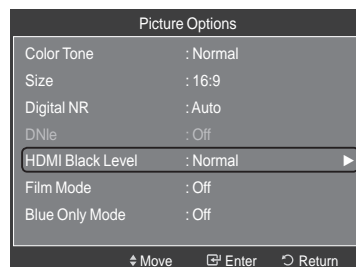 Picture Options
Color Tone : Normal
Size : 16:9
Digital NR : Auto
DNIe : Off
HDMI Black Level : Normal
Film Mode : Off
Blue Only Mode : Off
Move Enter Return